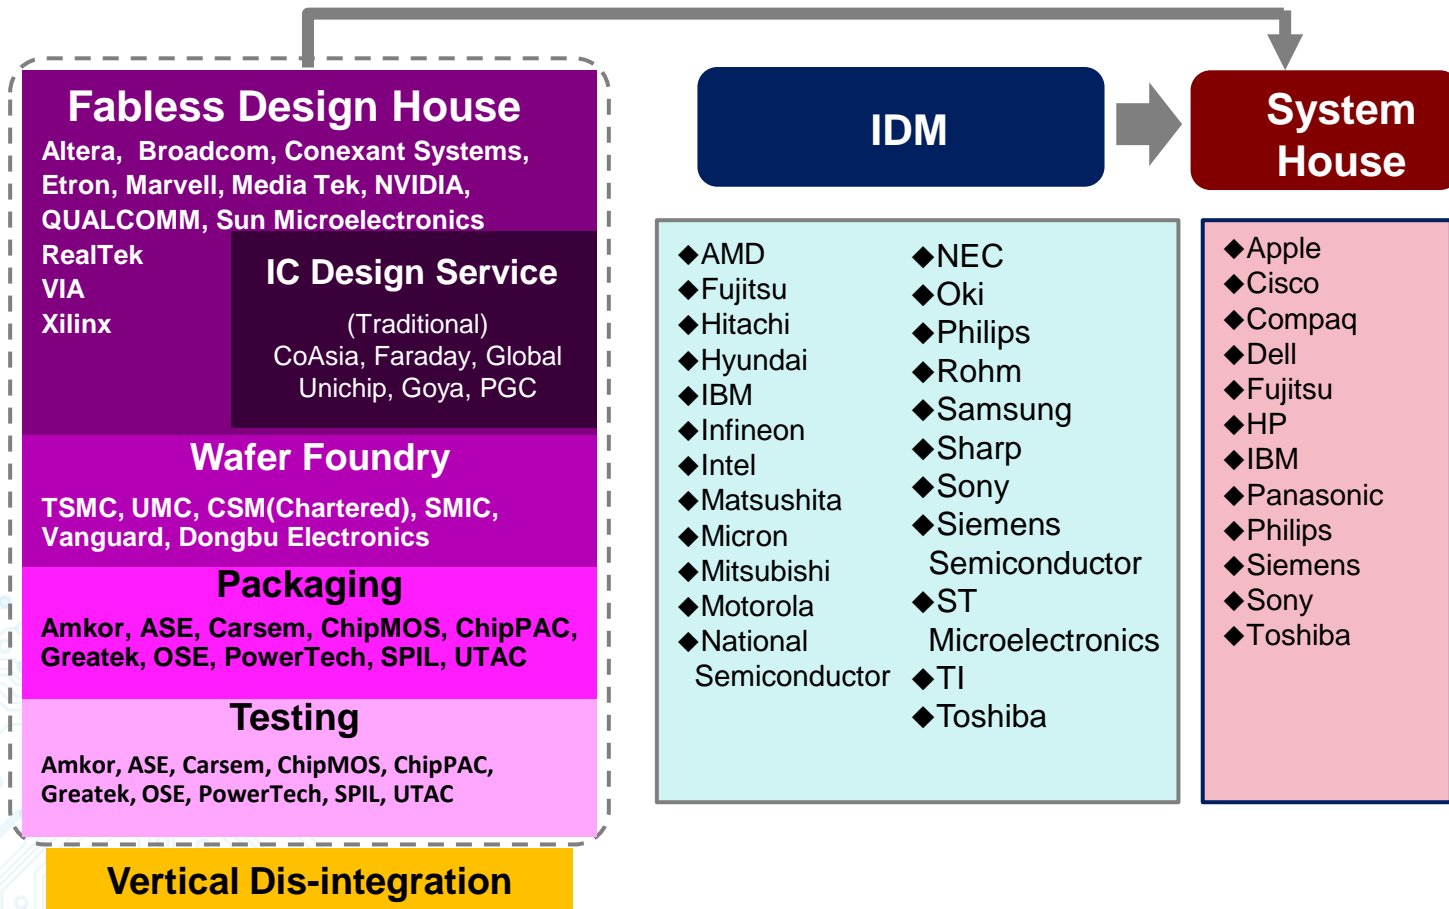 Fabless Design House
Altera, Broadcom, Conexant Systems,
Etron, Marvell, Media Tek, NVIDIA,
QUALCOMM, Sun Microelectronics
RealTek
VIA
Xilinx
IC Design Service
(Traditional)
CoAsia, Faraday, Global
Unichip, Goya, PGC
Wafer Foundry
TSMC, UMC, CSM(Chartered), SMIC,
Vanguard, Dongbu Electronics
Packaging
Amkor, ASE, Carsem, ChipMOS, ChipPAC,
Greatek, OSE, PowerTech, SPIL, UTAC
Testing
Amkor, ASE, Carsem, ChipMOS, ChipPAC,
Greatek, OSE, PowerTech, SPIL, UTAC
Vertical Dis-integration
IDM
◆AMD
◆Fujitsu
◆Hitachi
◆Hyundai
◆IBM
◆Infineon
◆Intel
◆Matsushita
◆Micron
◆Mitsubishi
◆Motorola
◆National
Semiconductor
◆NEC
◆Oki
◆Philips
◆Rohm
◆Samsung
◆Sharp
◆Sony
◆Siemens
Semiconductor
◆ST
Microelectronics
◆TI
◆Toshiba
System
House
◆Apple
◆Cisco
◆Compaq
◆Dell
◆Fujitsu
◆HP
◆IBM
◆Panasonic
◆Philips
◆Siemens
◆Sony
◆Toshiba